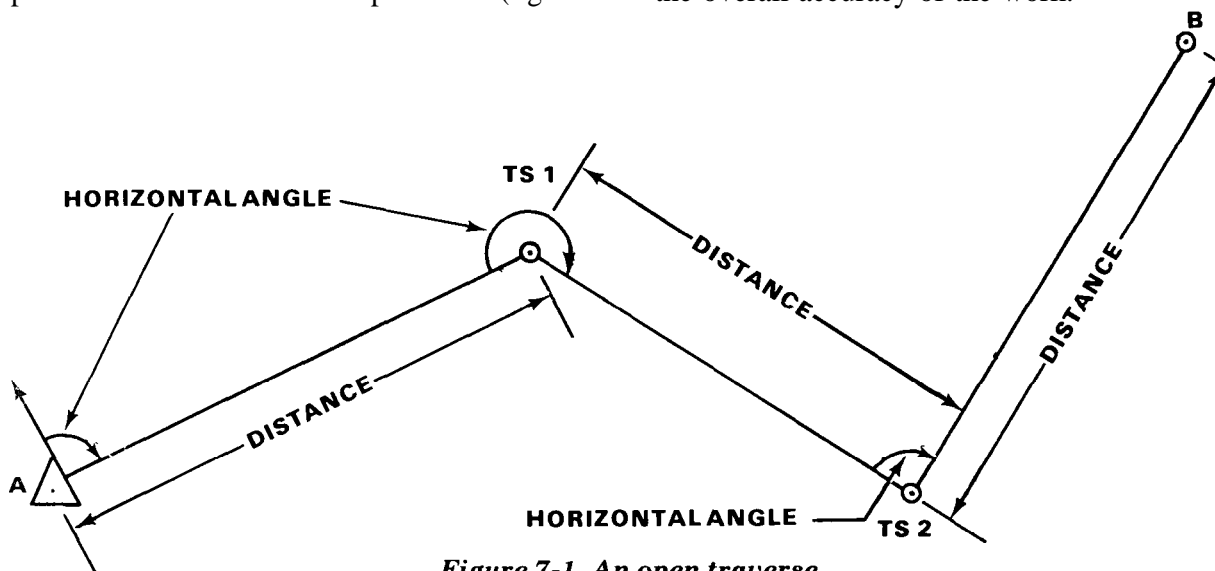 the overall accuracy of the work.
B
TS 1
HORIZONTAL ANGLE
DISTANCE
DISTANCE
DISTANCE
A
HORIZONTAL ANGLE
TS 2
Figure 7-1. An open traverse